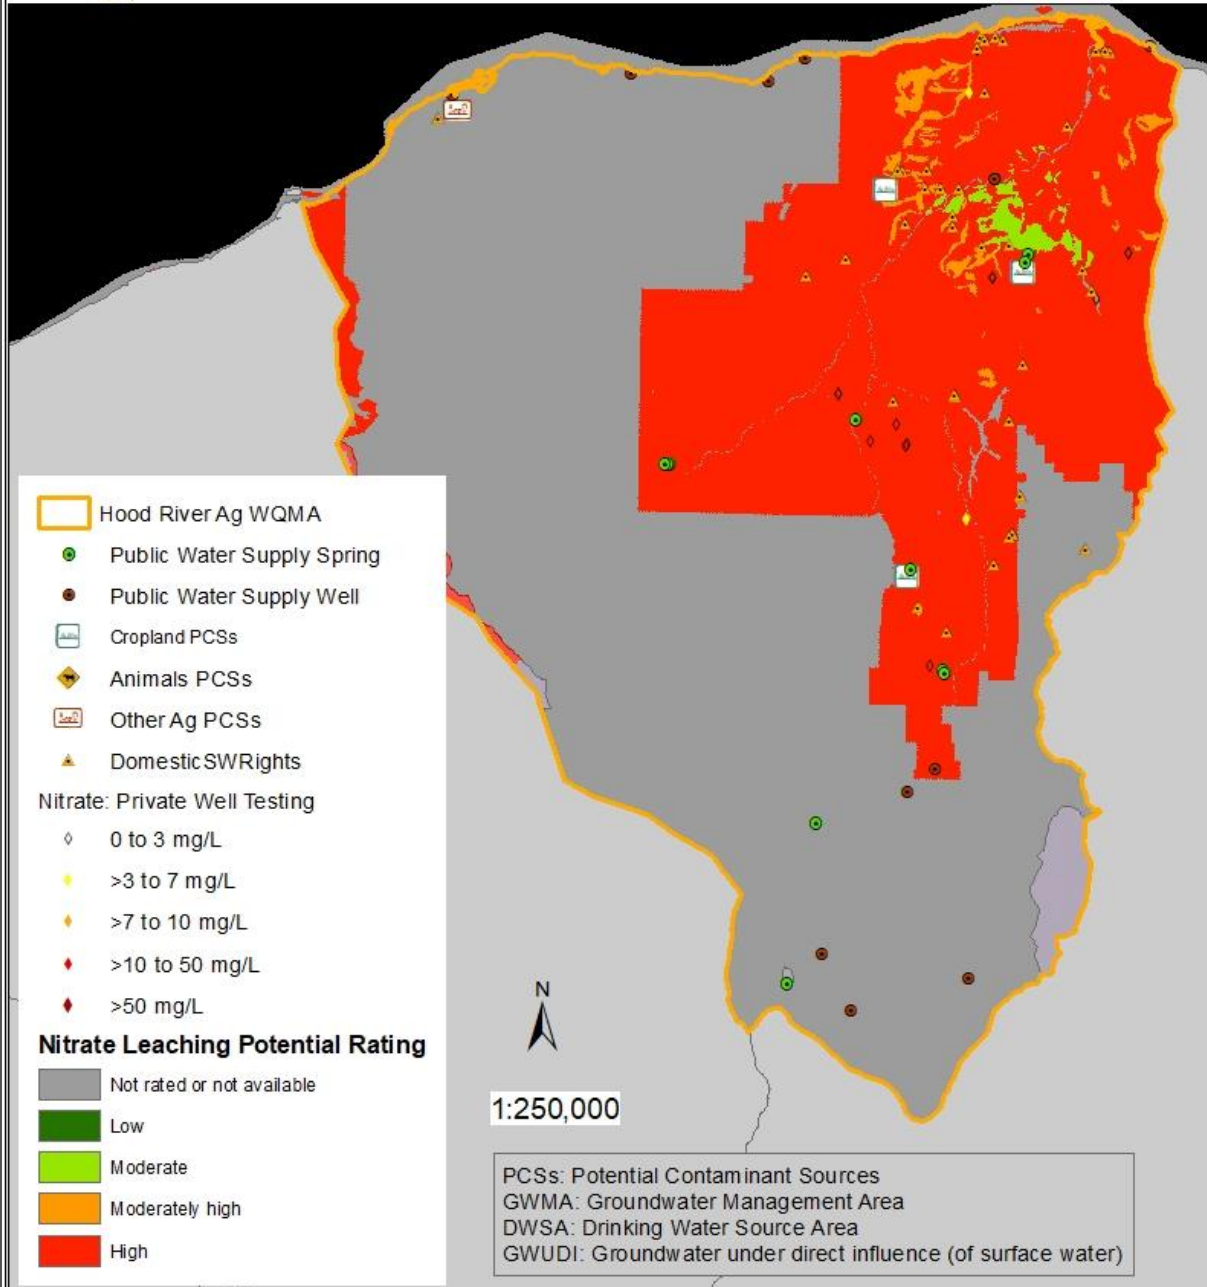 Hood River Ag WQMA
Public Water Supply Spring
Public Water Supply Well
Cropland PCSs
Animals PCSs
Other Ag PCSs
DomesticSWRights
Nitrate: Private Well Testing
0 to 3 mg/L
>3 to 7 mg/L
>7 to 10 mg/L
>10 to 50 mg/L
>50 mg/L
Nitrate Leaching Potential Rating
Not rated or not available
Low
Moderate
Moderately high
High
N
1:250,000
PCSs: Potential Contaminant Sources
GWMA: Groundwater Management Area
DWSA: Drinking Water Source Area
GWUDI: Groundwater under direct influence (of surface water)